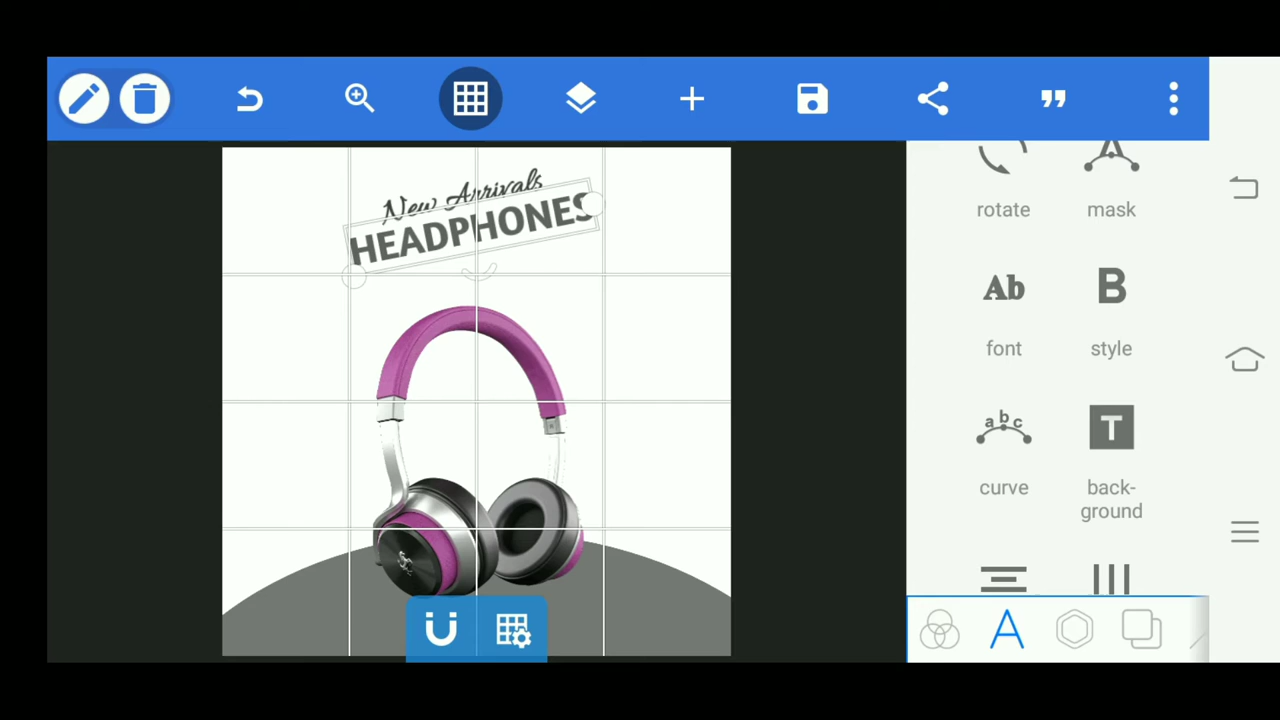 New Arrivals
HEADPHONES
rotate
mask
Ab
B
font
style
abc
T
curve
back-
ground
A